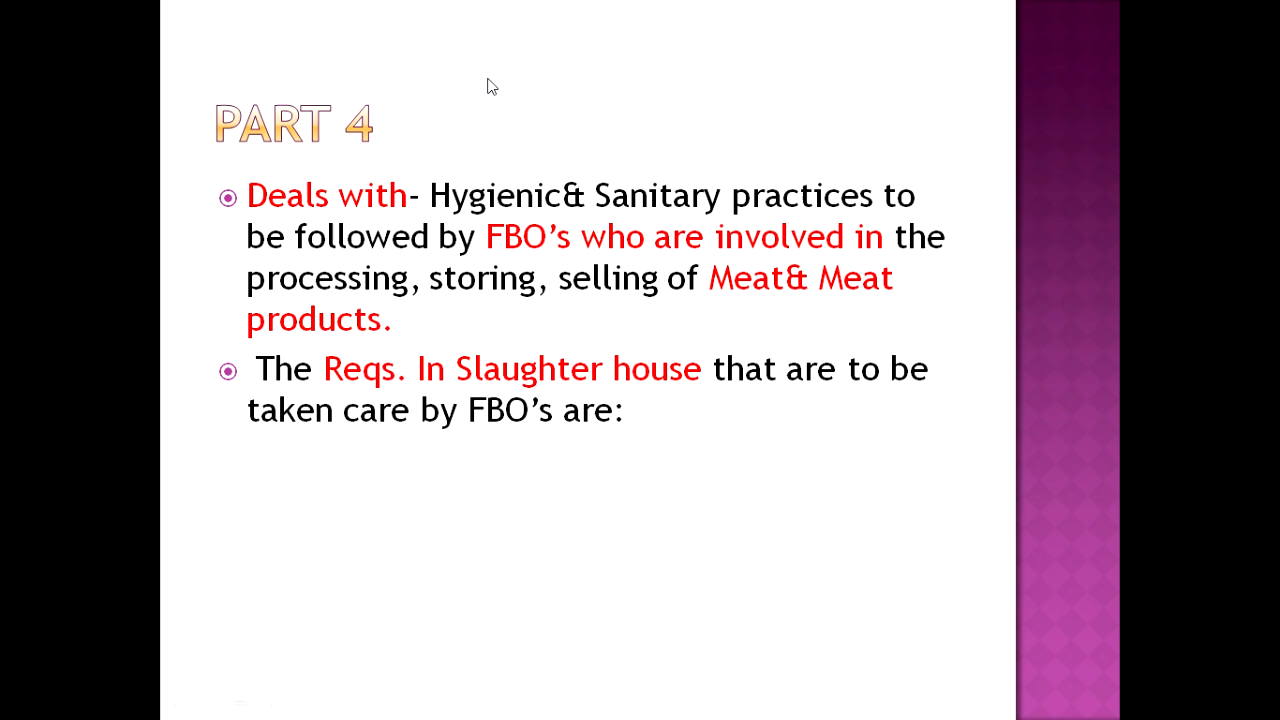 PART 4
Deals with- Hygienic& Sanitary practices to
be followed by FBO’s who are involved in the
processing, storing, selling of Meat& Meat
products.
The Reqs. In Slaughter house that are to be
taken care by FBO’s are: